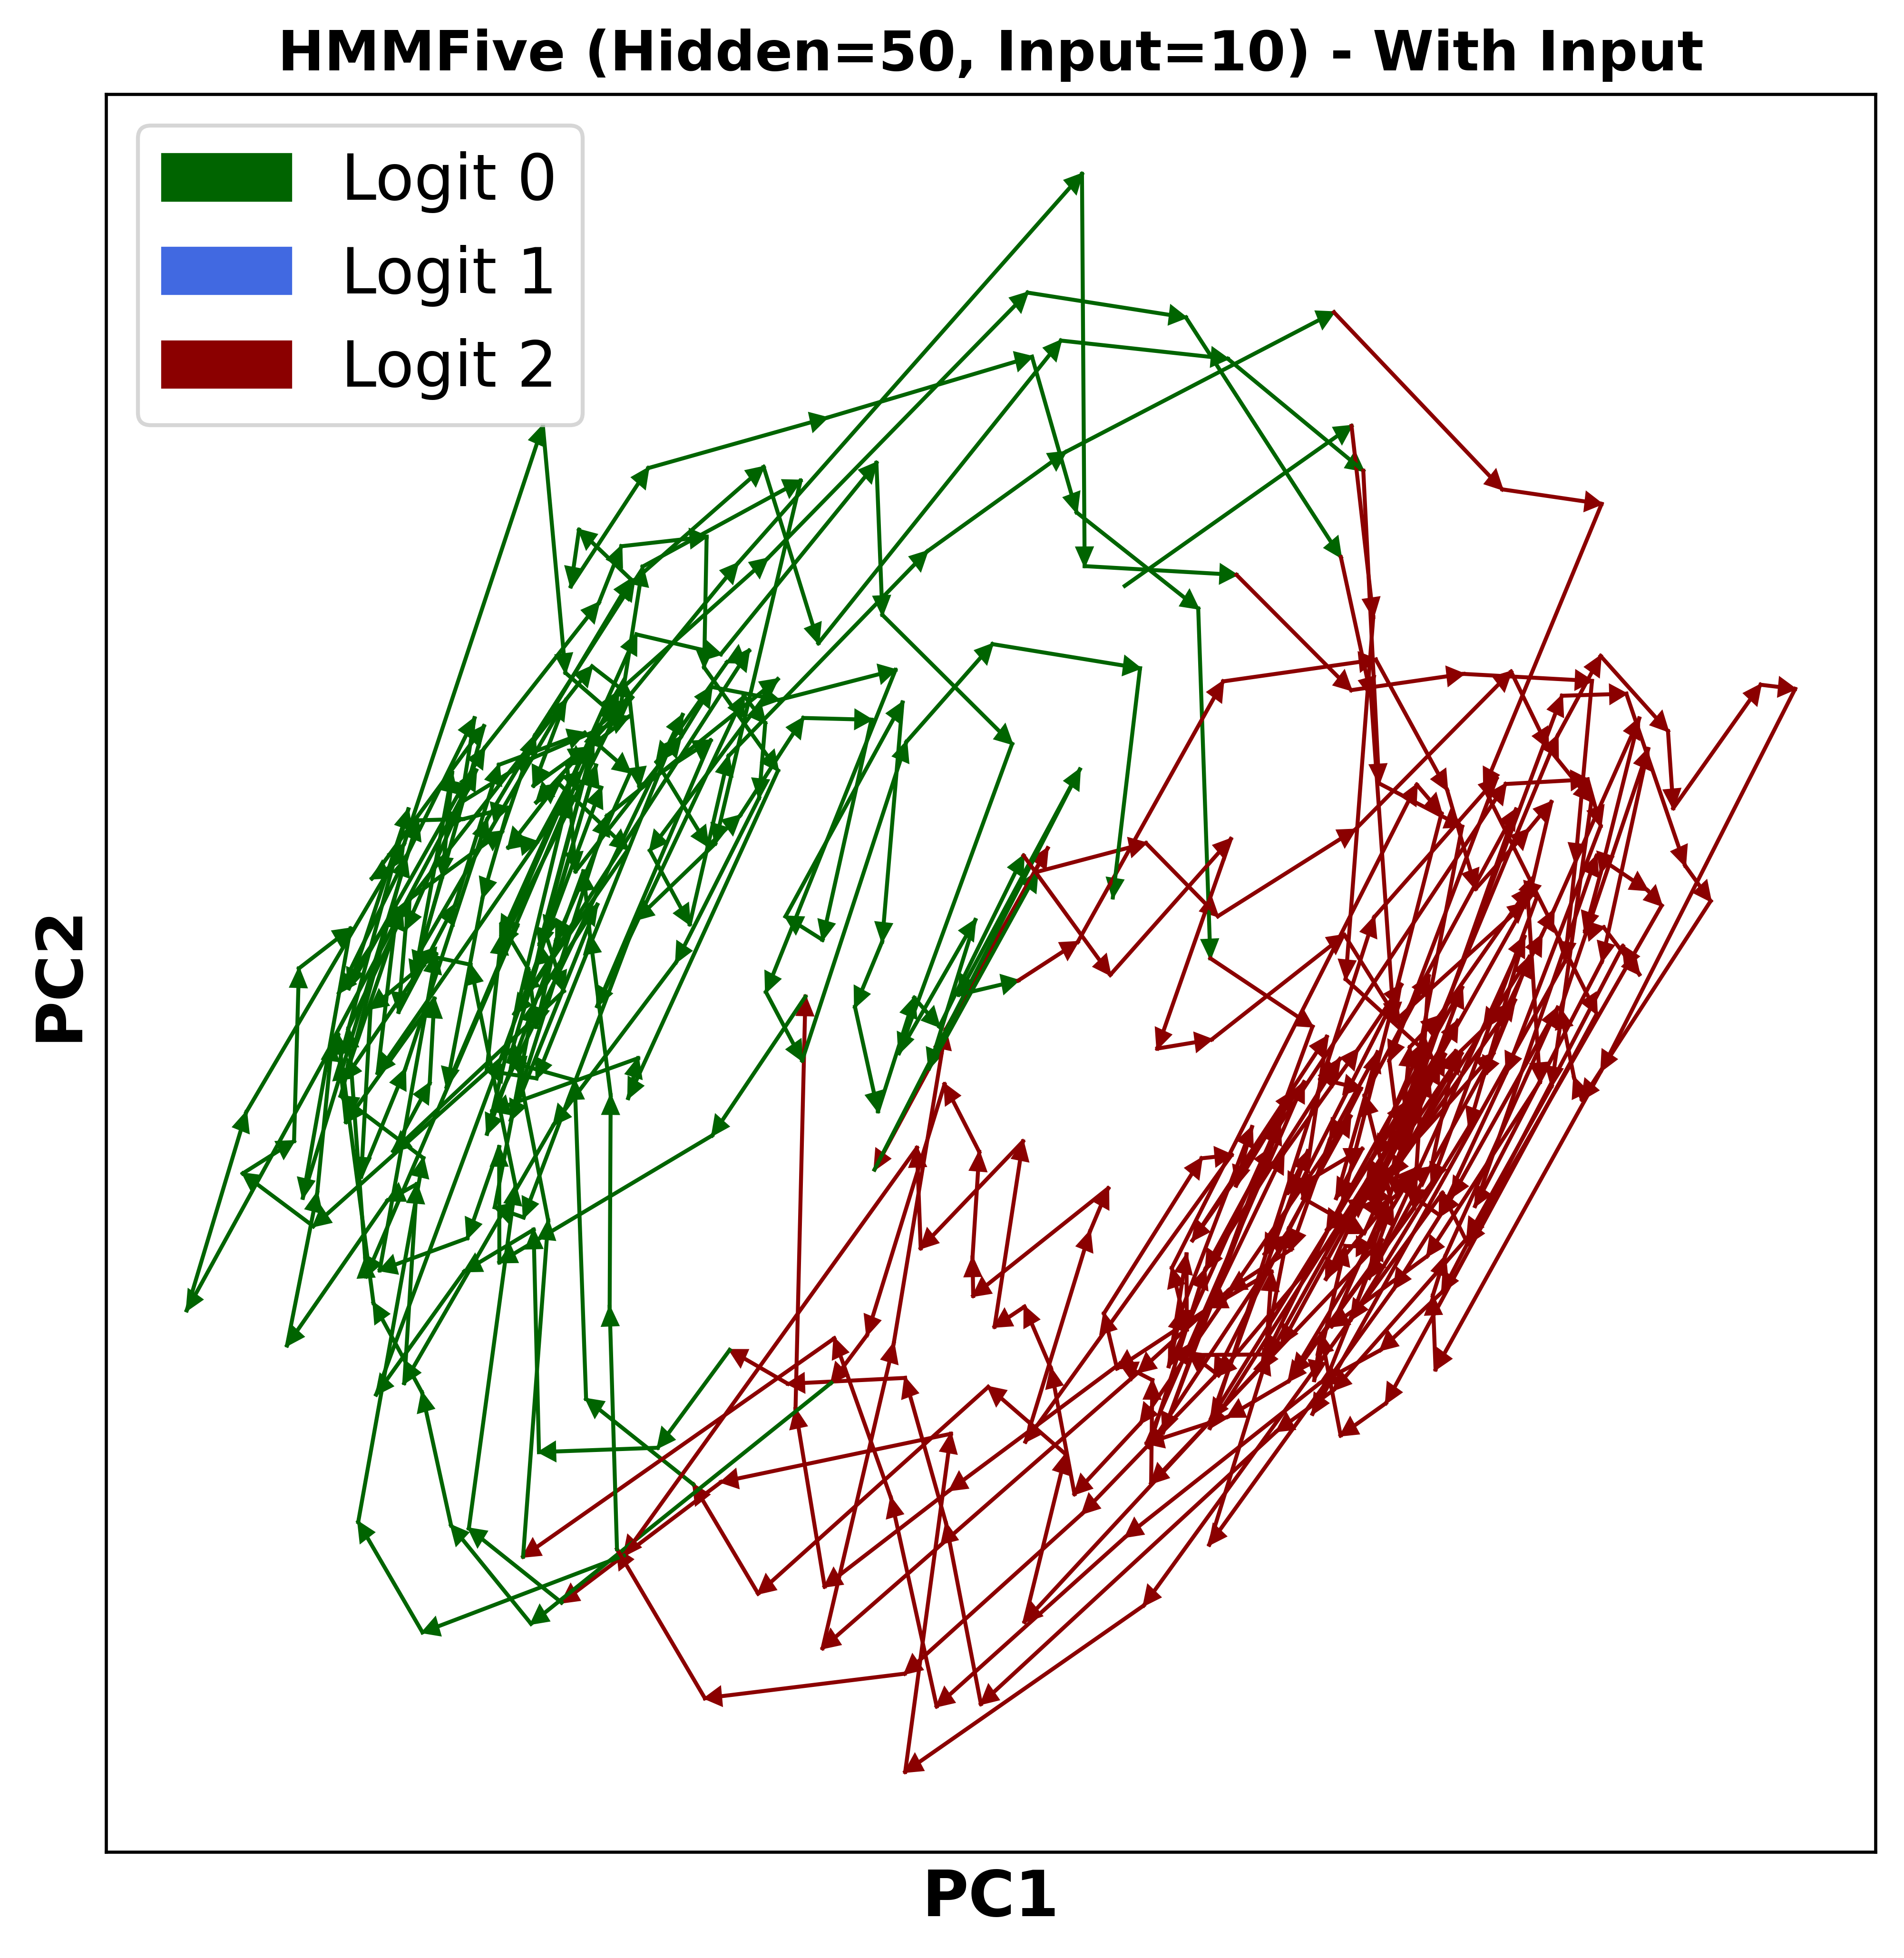 HMMFive (Hidden=50, Input=10) - With Input
Logit 0
Logit 1
Logit 2
PC2
PC1